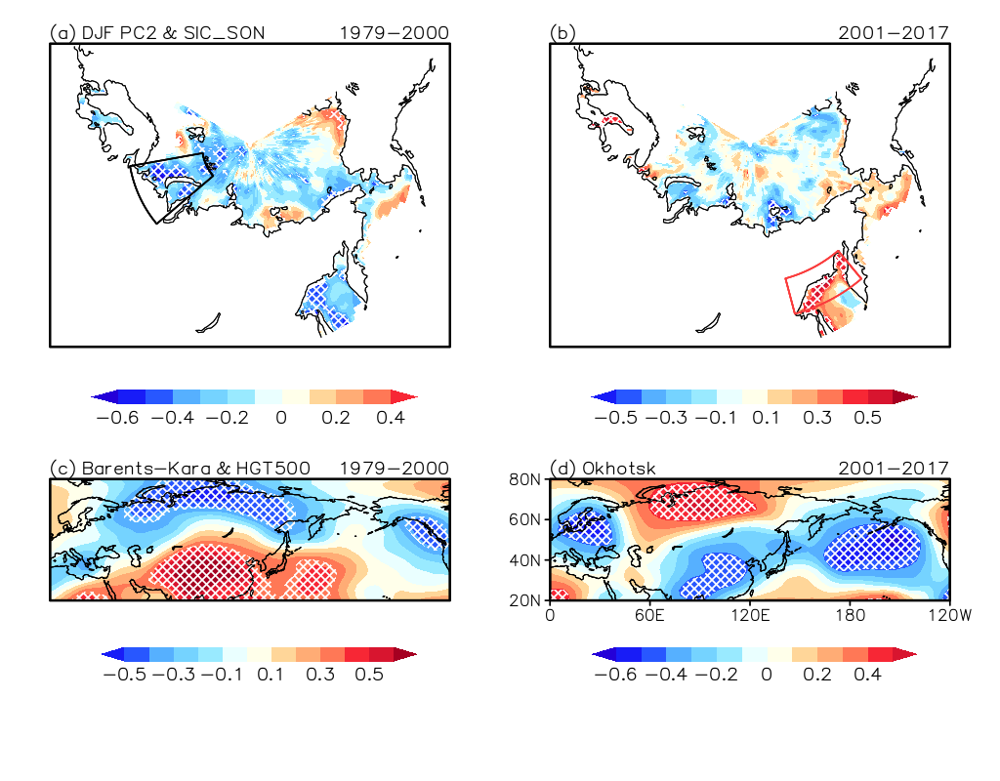 (a) DJF PC2 & SIC_SON 1979−2000
(b) 2001−2017
−0.6 −0.4 −0.2 0 0.2 0.4
−0.5 −0.3 −0.1 0.1 0.3 0.5
(c) Barents−Kara & HGT500 1979−2000
(d) Okhotsk 2001−2017
80N
60N
40N
20N
0 60E 120E 180 120W
−0.5 −0.3 −0.1 0.1 0.3 0.5
−0.6 −0.4 −0.2 0 0.2 0.4